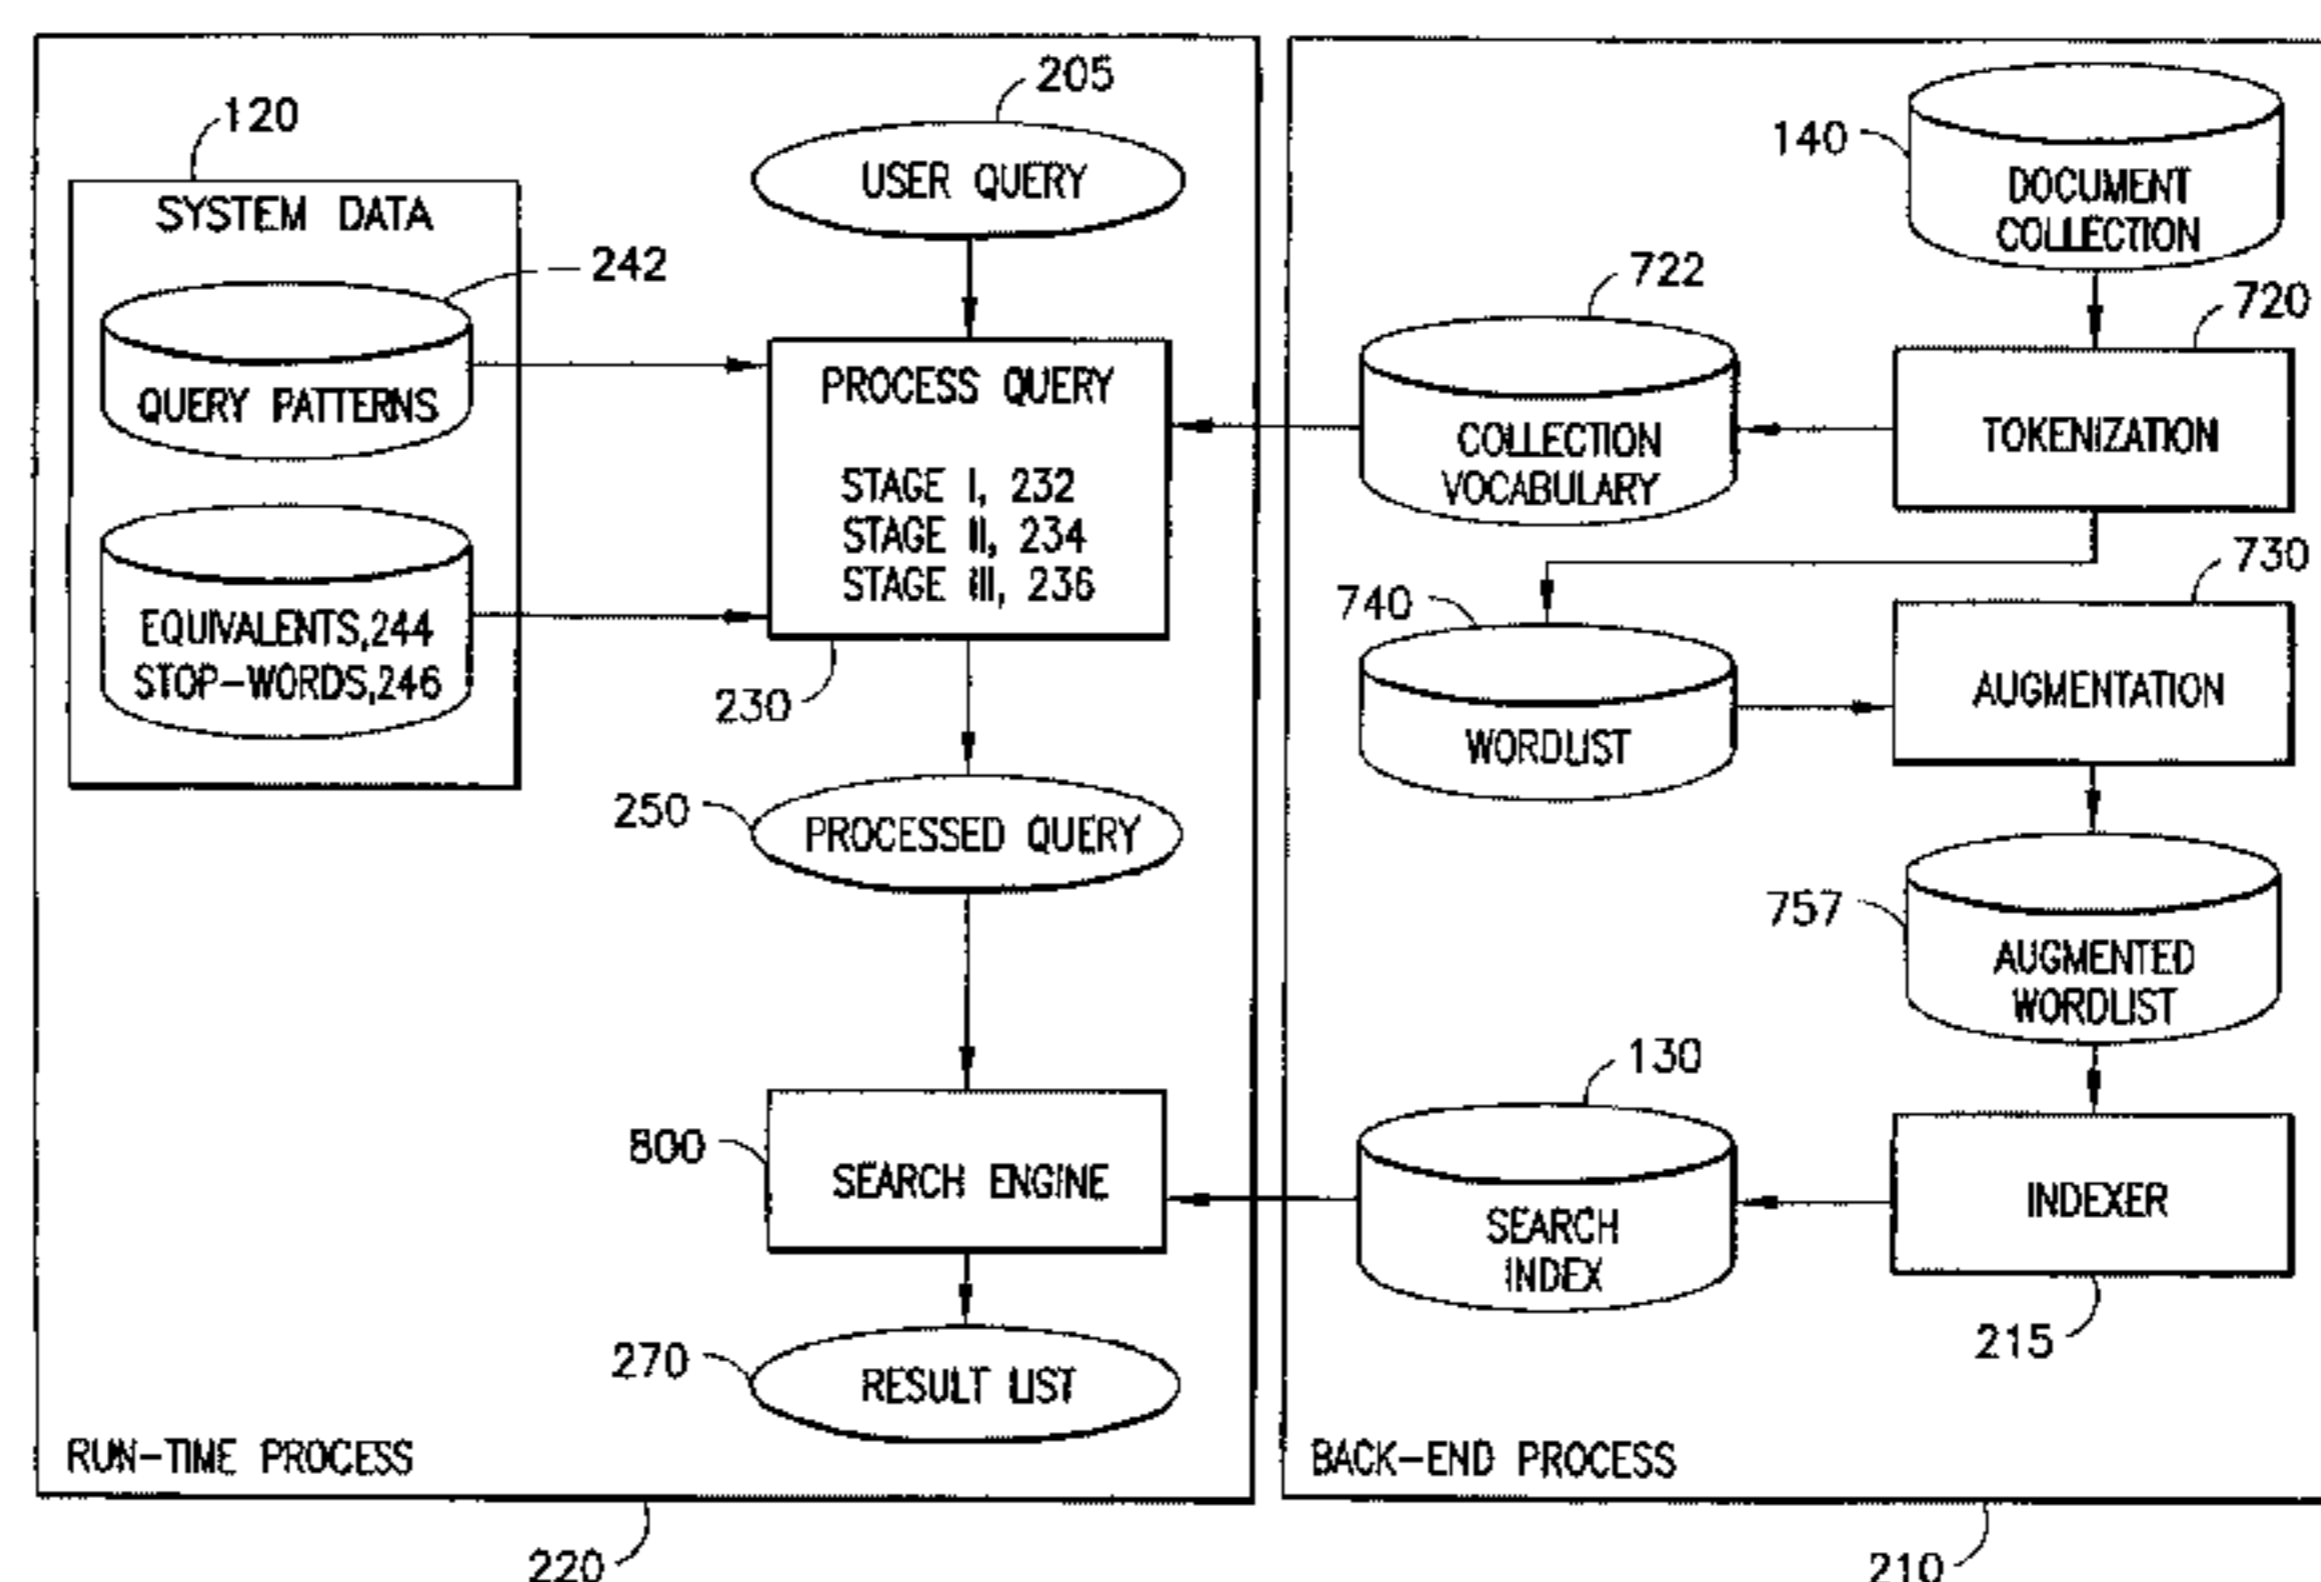 205
120
USER QUERY
SYSTEM DATA
242
QUERY PATTERNS
PROCESS QUERY
STAGE I, 232
STAGE II, 234
STAGE III, 236
EQUIVALENTS,244
STOP-WORDS,246
230
250
PROCESSED QUERY
800
SEARCH ENGINE
270
RESULT LIST
RUN-TIME PROCESS
220
140
DOCUMENT
COLLECTION
722
720
COLLECTION
VOCABULARY
TOKENIZATION
740
730
WORDLIST
AUGMENTATION
757
AUGMENTED
WORDLIST
130
SEARCH
INDEX
INDEXER
215
BACK-END PROCESS
210